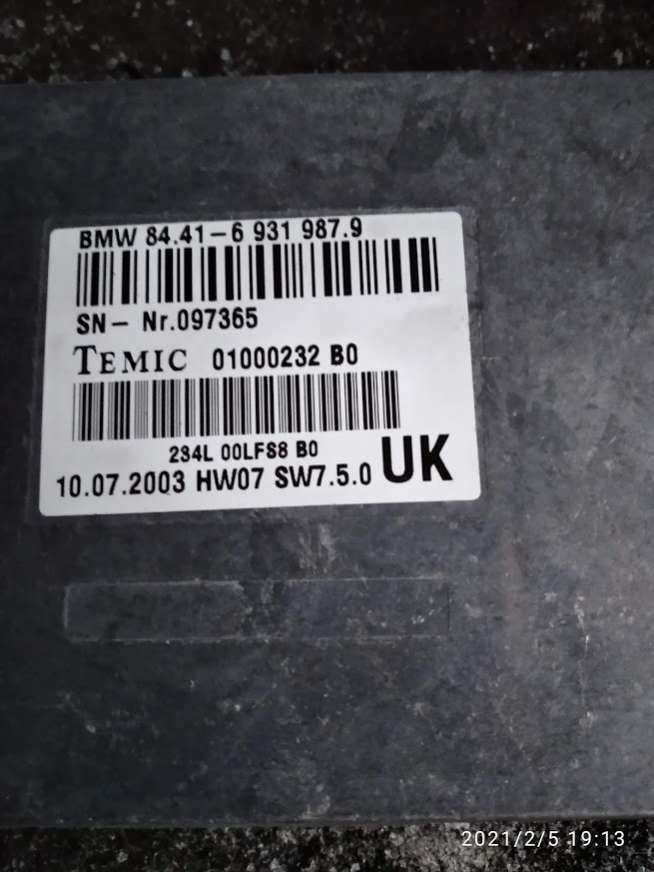 BMW 84.41-6 931 987.9
SN- Nr.097365
TEMIC 01000232 B0
234L 00LFS8 B0
10.07.2003 HW07 SW7.5.0 UK
2021/2/5 19:13